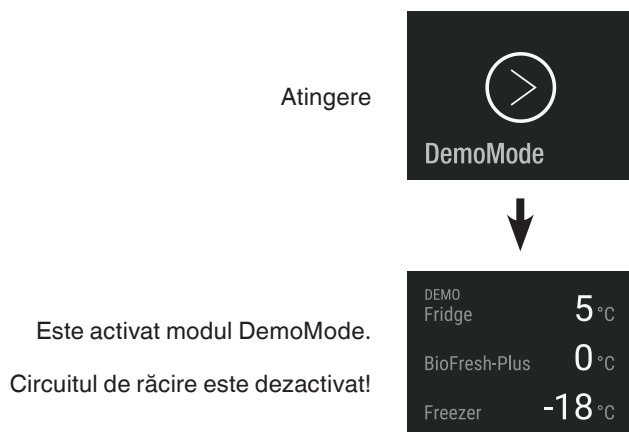 Atingere
DemoMode
DEMO
Fridge 5 °C
BioFresh-Plus 0 °C
Freezer -18 °C
Este activat modul DemoMode.
Circuitul de răcire este dezactivat!